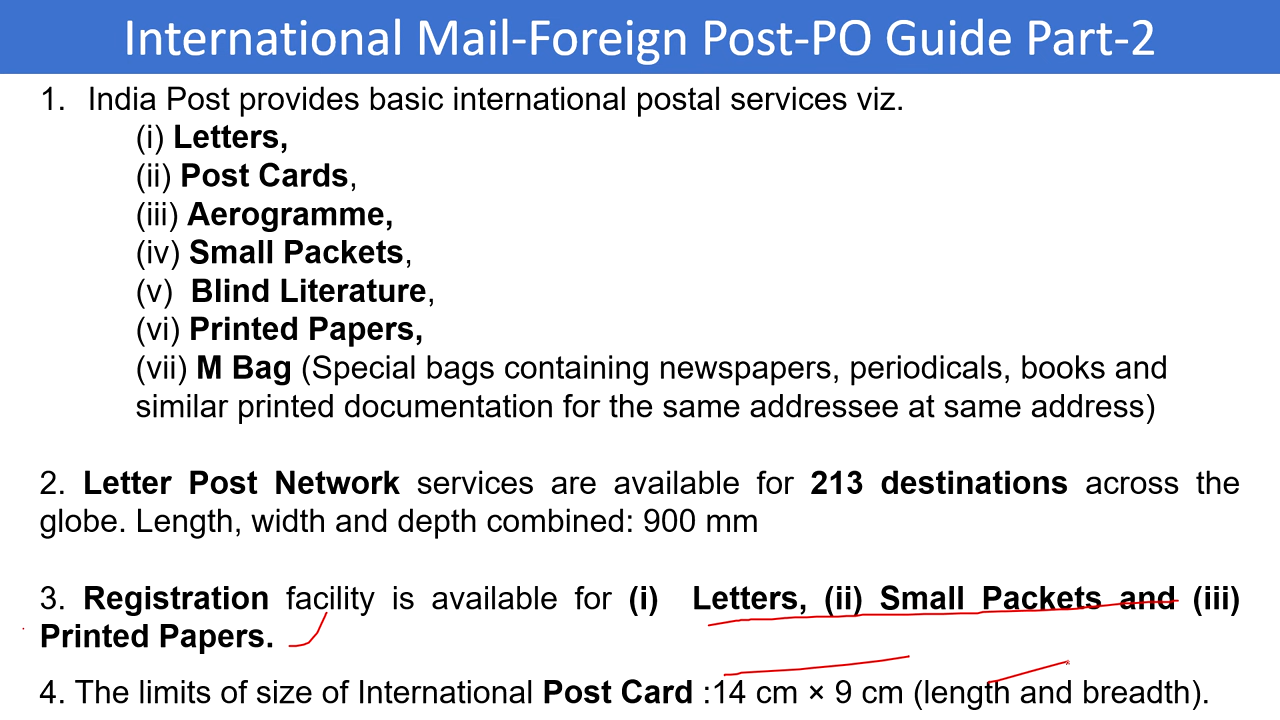 International Mail-Foreign Post-PO Guide Part-2
1. India Post provides basic international postal services viz.
(i) Letters,
(ii) Post Cards,
(iii) Aerogramme,
(iv) Small Packets,
(v) Blind Literature,
(vi) Printed Papers,
(vii) M Bag (Special bags containing newspapers, periodicals, books and
similar printed documentation for the same addressee at same address)
2. Letter Post Network services are available for 213 destinations across the
globe. Length, width and depth combined: 900 mm
3. Registration facility is available for (i) Letters, (ii) Small Packets and (iii)
Printed Papers.
4. The limits of size of International Post Card :14 cm × 9 cm (length and breadth).